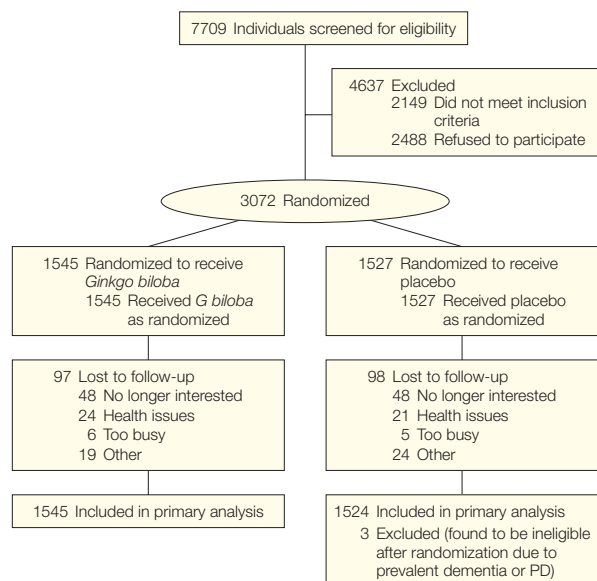 7709 Individuals screened for eligibility
4637 Excluded
2149 Did not meet inclusion
criteria
2488 Refused to participate
3072 Randomized
1545 Randomized to receive
Ginkgo biloba
1545 Received G biloba
as randomized
1527 Randomized to receive
placebo
1527 Received placebo
as randomized
97 Lost to follow-up
48 No longer interested
24 Health issues
6 Too busy
19 Other
98 Lost to follow-up
48 No longer interested
21 Health issues
5 Too busy
24 Other
1545 Included in primary analysis
1524 Included in primary analysis
3 Excluded (found to be ineligible
after randomization due to
prevalent dementia or PD)